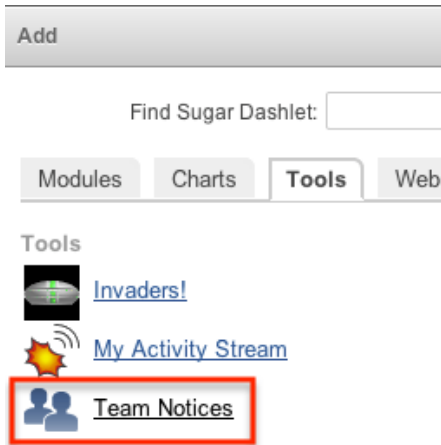 Add
Find Sugar Dashlet:
Modules Charts Tools Web
Tools
Invaders!
My Activity Stream
Team Notices